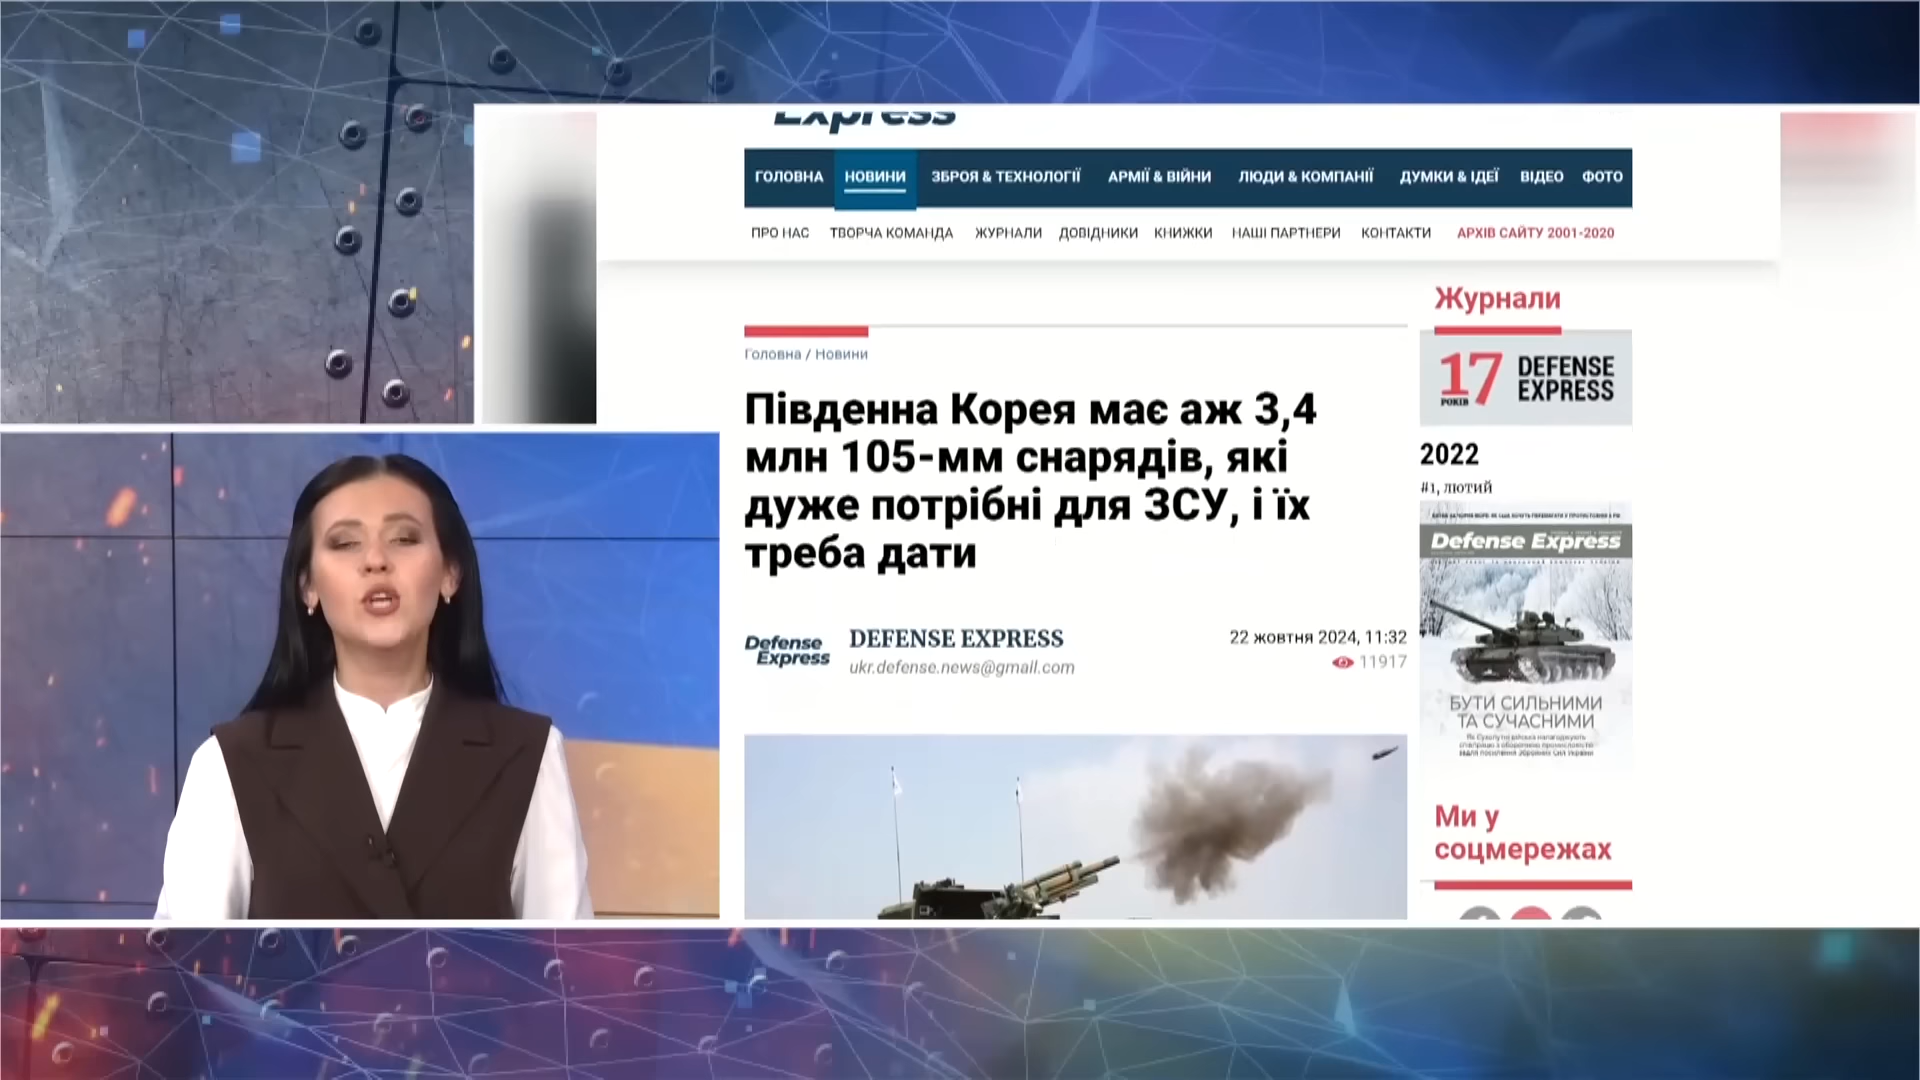 Express
ГОЛОВНА НОВИНИ ЗБРОЯ & ТЕХНОЛОГІЇ АРМІЇ & ВІЙНИ ЛЮДИ & КОМПАНІЇ ДУМКИ & ІДЕЇ ВІДЕО ФОТО
ПРО НАС ТВОРЧА КОМАНДА ЖУРНАЛИ ДОВІДНИКИ КНИЖКИ НАШІ ПАРТНЕРИ КОНТАКТИ АРХІВ САЙТУ 2001-2020
Головна / Новини
Південна Корея має аж 3,4
млн 105-мм снарядів, які
дуже потрібні для ЗСУ, і їх
треба дати
Defense
Express
DEFENSE EXPRESS
ukr.defense.news@gmail.com
22 жовтня 2024, 11:32
11917
Журнали
17
РОКІВ
DEFENSE
EXPRESS
2022
#1, лютий
Defense Express
БУТИ СИЛЬНИМИ
ТА СУЧАСНИМИ
Ми у
соцмережах